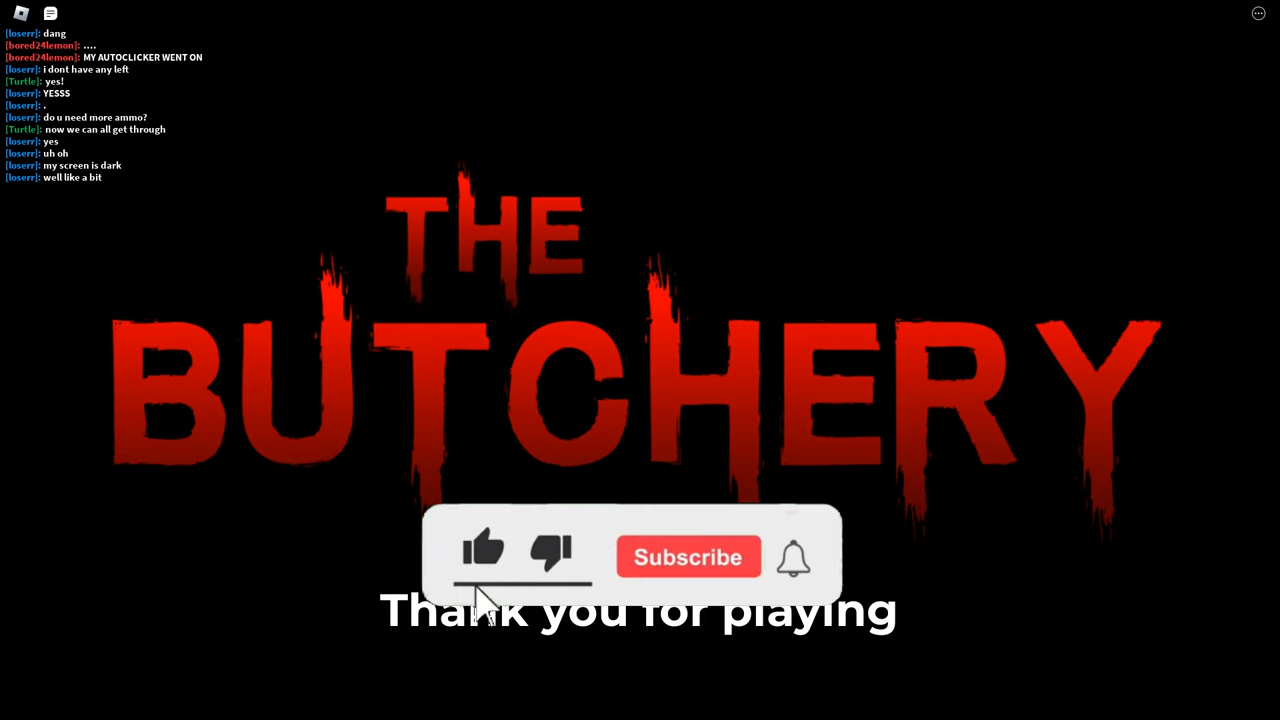 [loserr]: dang
[bored24lemon]: ....
[bored24lemon]: MY AUTOCLICKER WENT ON
[loserr]: i dont have any left
[Turtle]: yes!
[loserr]: YESSS
[loserr]: .
[loserr]: do u need more ammo?
[Turtle]: now we can all get through
[loserr]: yes
[loserr]: uh oh
[loserr]: my screen is dark
[loserr]: well like a bit
THE
BUTCHERY
Subscribe
Thank you for playing